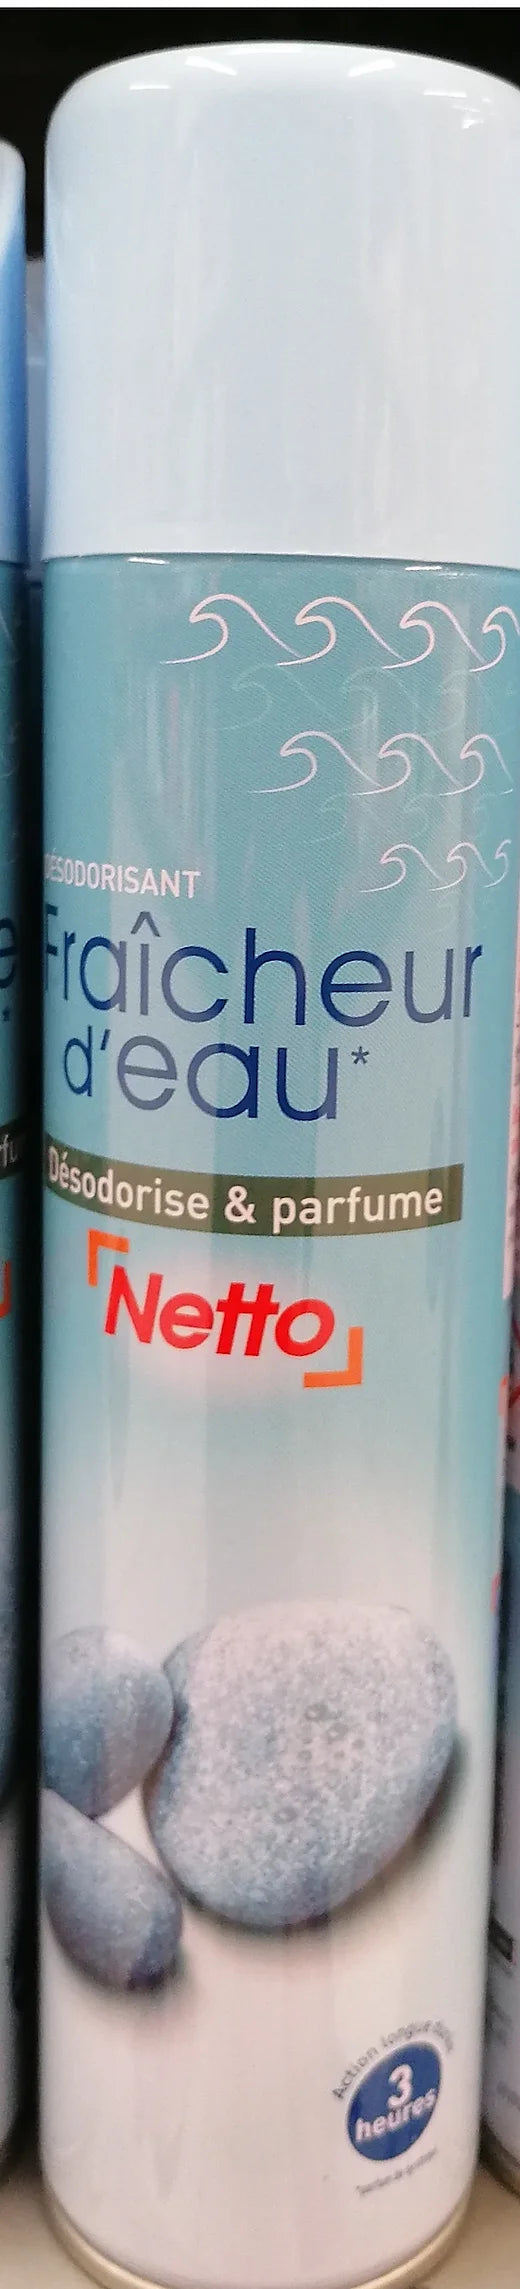 DÉSODORISANT
Fraîcheur
d'eau*
Désodorise & parfume
Netto
Action longue durée
3
heures